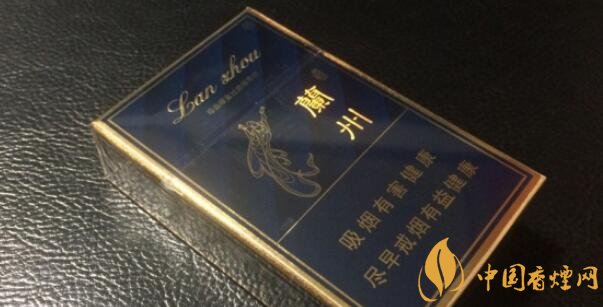 Lan zhou
蘭州
吸烟有害健康
尽早戒烟有益健康
中国香烟网